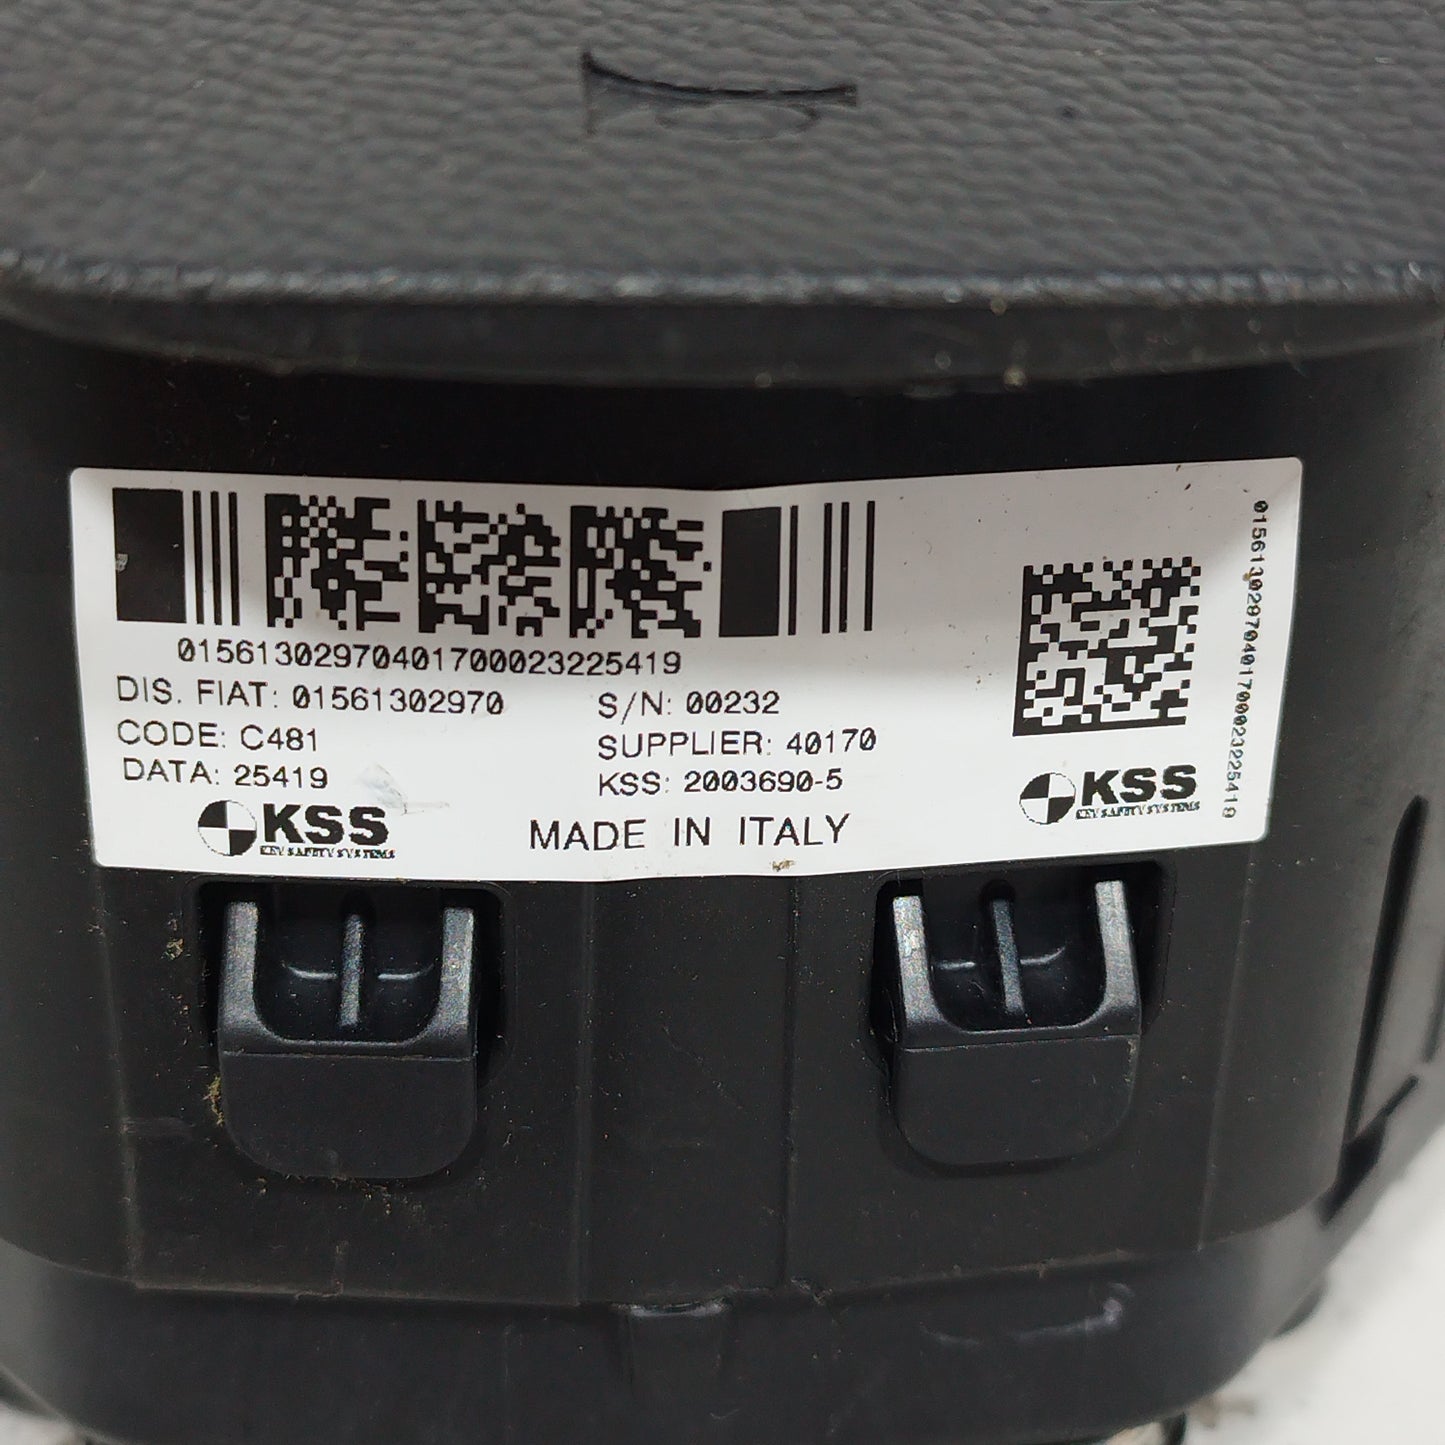 01561302970401700023225419
DIS. FIAT: 01561302970
S/N: 00232
CODE: C481
SUPPLIER: 40170
DATA: 25419
KSS: 2003690-5
KSS
KEY SAFETY SYSTEMS
MADE IN ITALY
KSS
KEY SAFETY SYSTEMS
01561302970401700023225419